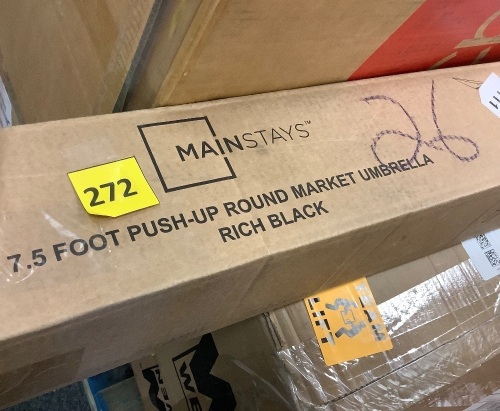 MAINSTAYS™
26
272
7.5 FOOT PUSH-UP ROUND MARKET UMBRELLA
RICH BLACK